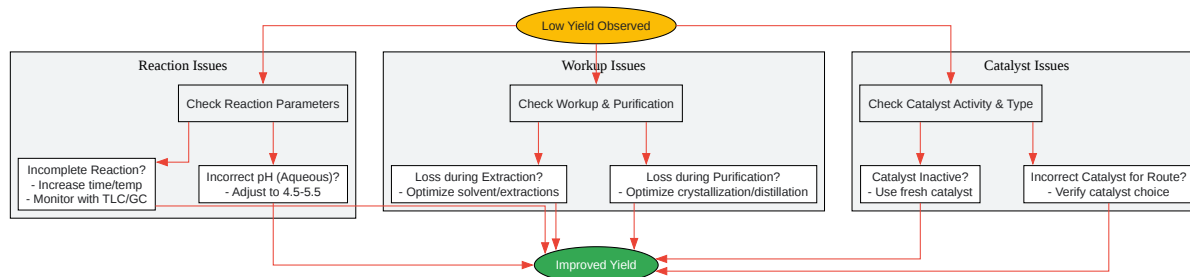 Low Yield Observed
Reaction Issues
Check Reaction Parameters
Incomplete Reaction?
- Increase time/temp
- Monitor with TLC/GC
Incorrect pH (Aqueous)?
- Adjust to 4.5-5.5
Workup Issues
Check Workup & Purification
Loss during Extraction?
- Optimize solvent/extractions
Loss during Purification?
- Optimize crystallization/distillation
Catalyst Issues
Check Catalyst Activity & Type
Catalyst Inactive?
- Use fresh catalyst
Incorrect Catalyst for Route?
- Verify catalyst choice
Improved Yield